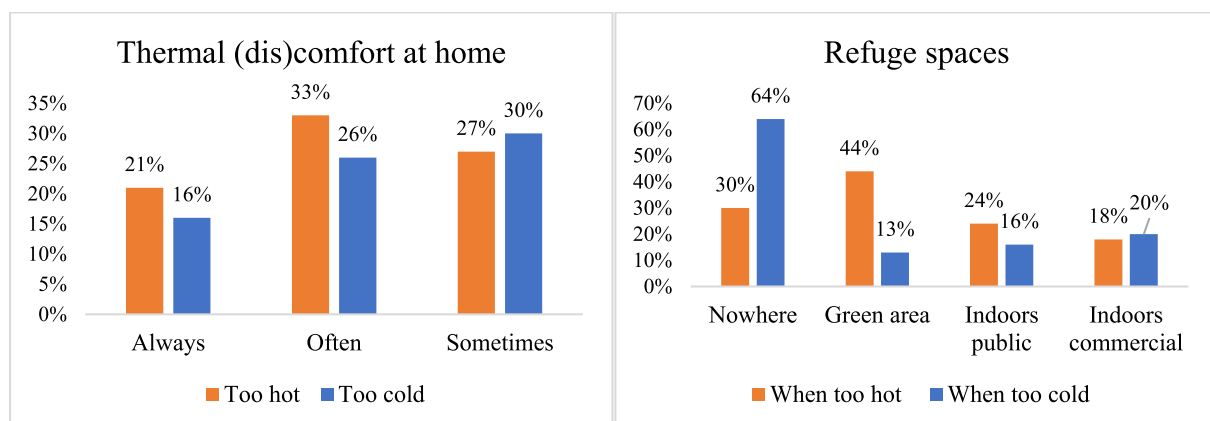 Thermal (dis)comfort at home
35%
30%
25%
20%
15%
10%
5%
0%
21%
16%
33%
26%
27%
30%
Always
Often
Sometimes
Too hot
Too cold
Refuge spaces
70%
60%
50%
40%
30%
20%
10%
0%
30%
64%
44%
13%
24%
16%
18%
20%
Nowhere
Green area
Indoors
public
Indoors
commercial
When too hot
When too cold